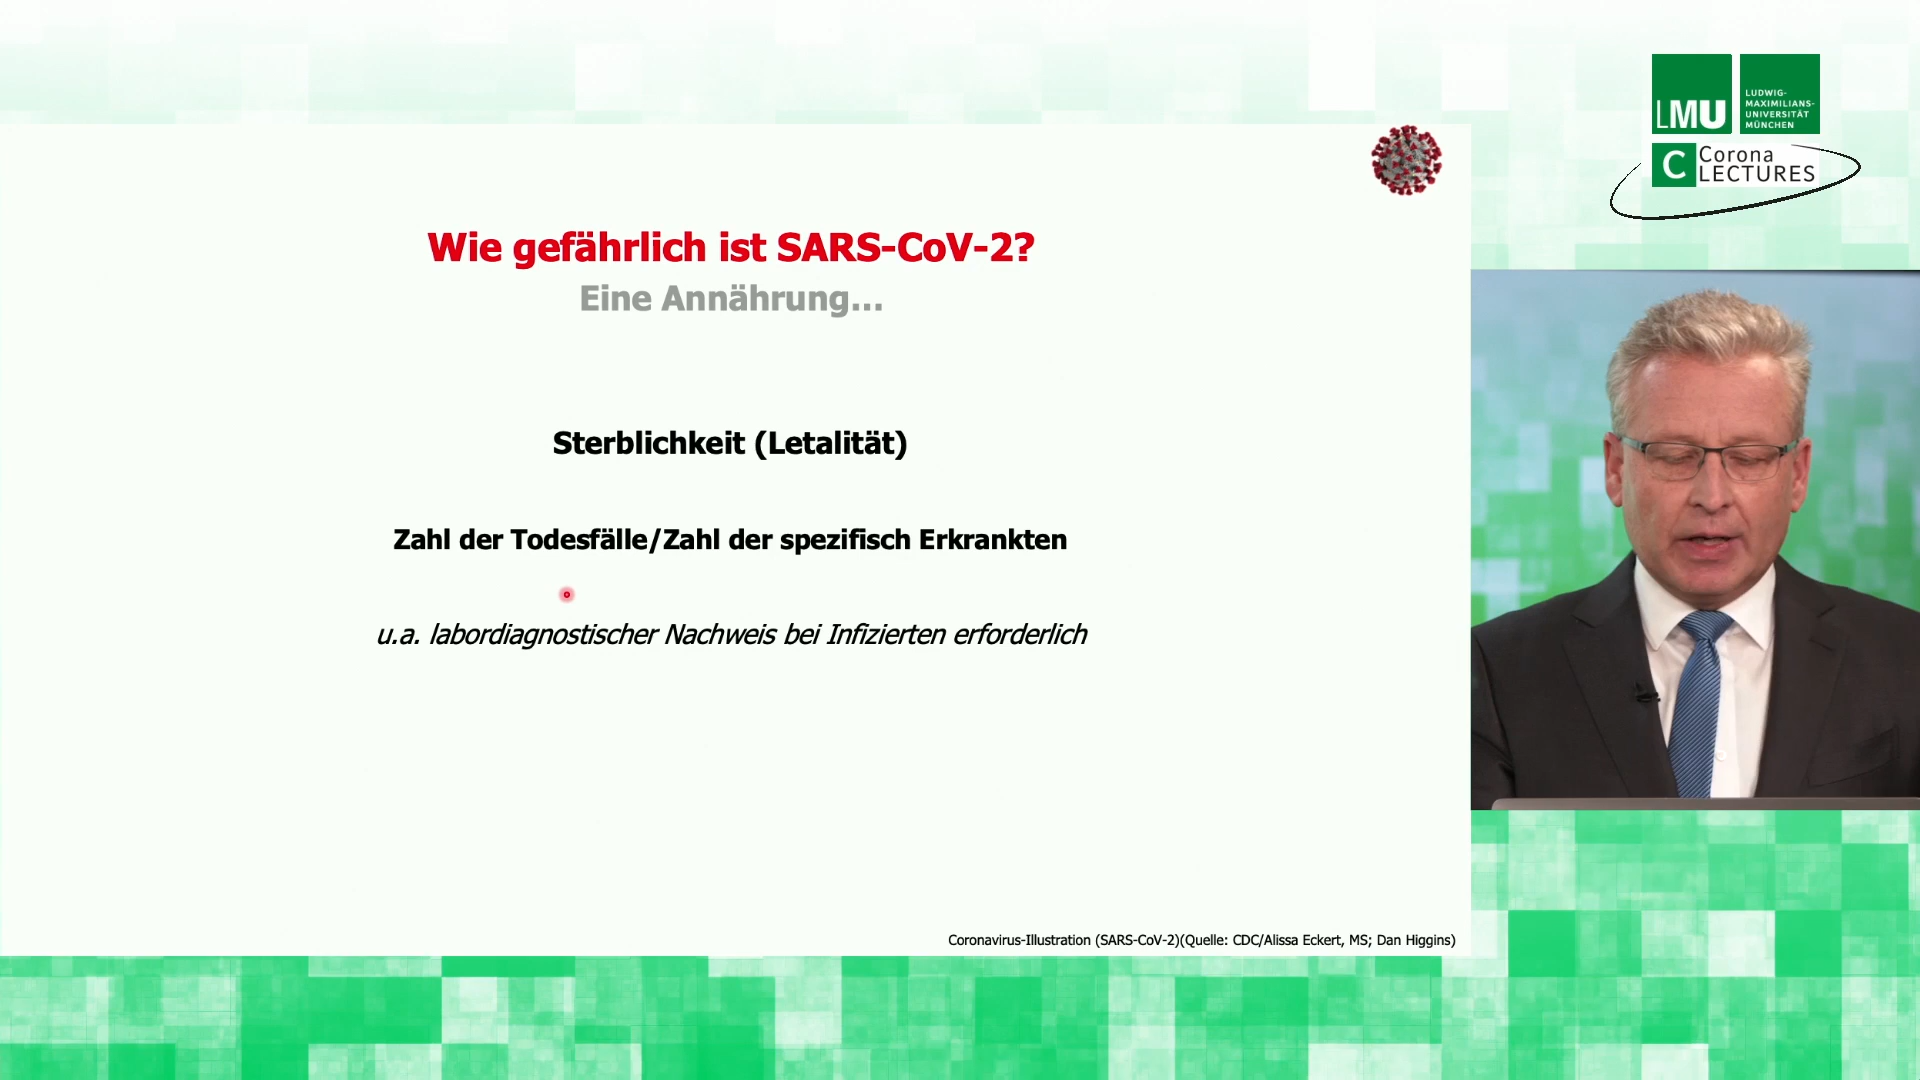 LMU
LUDWIG-
MAXIMILIANS-
UNIVERSITÄT
MÜNCHEN
C Corona
LECTURES
Wie gefährlich ist SARS-CoV-2?
Eine Annährung...
Sterblichkeit (Letalität)
Zahl der Todesfälle/Zahl der spezifisch Erkrankten
u.a. labordiagnostischer Nachweis bei Infizierten erforderlich
Coronavirus-Illustration (SARS-CoV-2)(Quelle: CDC/Alissa Eckert, MS; Dan Higgins)